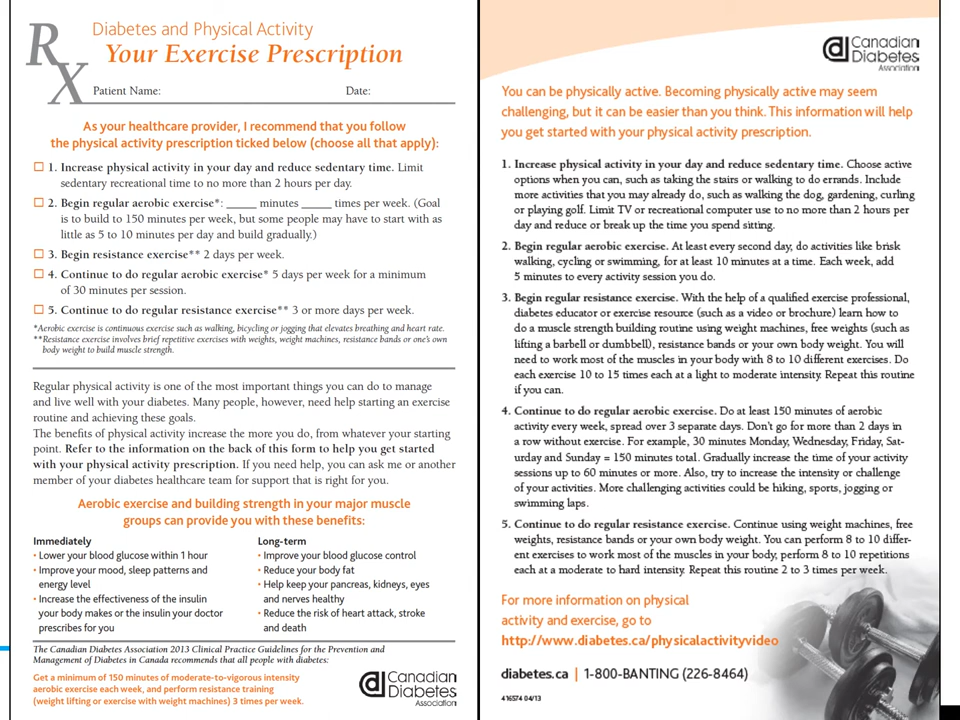 Rx
Diabetes and Physical Activity
Your Exercise Prescription
Patient Name: Date:
As your healthcare provider, I recommend that you follow
the physical activity prescription ticked below (choose all that apply):
☐ 1. Increase physical activity in your day and reduce sedentary time. Limit
sedentary recreational time to no more than 2 hours per day.
☐ 2. Begin regular aerobic exercise*: _____ minutes _____ times per week. (Goal
is to build to 150 minutes per week, but some people may have to start with as
little as 5 to 10 minutes per day and build gradually.)
☐ 3. Begin resistance exercise** 2 days per week.
☐ 4. Continue to do regular aerobic exercise* 5 days per week for a minimum
of 30 minutes per session.
☐ 5. Continue to do regular resistance exercise** 3 or more days per week.
*Aerobic exercise is continuous exercise such as walking, bicycling or jogging that elevates breathing and heart rate.
**Resistance exercise involves brief repetitive exercises with weights, weight machines, resistance bands or one's own
body weight to build muscle strength.
Regular physical activity is one of the most important things you can do to manage
and live well with your diabetes. Many people, however, need help starting an exercise
routine and achieving these goals.
The benefits of physical activity increase the more you do, from whatever your starting
point. Refer to the information on the back of this form to help you get started
with your physical activity prescription. If you need help, you can ask me or another
member of your diabetes healthcare team for support that is right for you.
Aerobic exercise and building strength in your major muscle
groups can provide you with these benefits:
Immediately
• Lower your blood glucose within 1 hour
• Improve your mood, sleep patterns and
energy level
• Increase the effectiveness of the insulin
your body makes or the insulin your doctor
prescribes for you
Long-term
• Improve your blood glucose control
• Reduce your body fat
• Help keep your pancreas, kidneys, eyes
and nerves healthy
• Reduce the risk of heart attack, stroke
and death
The Canadian Diabetes Association 2013 Clinical Practice Guidelines for the Prevention and
Management of Diabetes in Canada recommends that all people with diabetes:
Get a minimum of 150 minutes of moderate-to-vigorous intensity
aerobic exercise each week, and perform resistance training
(weight lifting or exercise with weight machines) 3 times per week.
Canadian
Diabetes
Association
Canadian
Diabetes
Association
You can be physically active. Becoming physically active may seem
challenging, but it can be easier than you think. This information will help
you get started with your physical activity prescription.
1. Increase physical activity in your day and reduce sedentary time. Choose active
options when you can, such as taking the stairs or walking to do errands. Include
more activities that you may already do, such as walking the dog, gardening, curling
or playing golf. Limit TV or recreational computer use to no more than 2 hours per
day and reduce or break up the time you spend sitting.
2. Begin regular aerobic exercise. At least every second day, do activities like brisk
walking, cycling or swimming, for at least 10 minutes at a time. Each week, add
5 minutes to every activity session you do.
3. Begin regular resistance exercise. With the help of a qualified exercise professional,
diabetes educator or exercise resource (such as a video or brochure) learn how to
do a muscle strength building routine using weight machines, free weights (such as
lifting a barbell or dumbbell), resistance bands or your own body weight. You will
need to work most of the muscles in your body with 8 to 10 different exercises. Do
each exercise 10 to 15 times each at a light to moderate intensity. Repeat this routine
if you can.
4. Continue to do regular aerobic exercise. Do at least 150 minutes of aerobic
activity every week, spread over 3 separate days. Don't go for more than 2 days in
a row without exercise. For example, 30 minutes Monday, Wednesday, Friday, Sat-
urday and Sunday = 150 minutes total. Gradually increase the time of your activity
sessions up to 60 minutes or more. Also, try to increase the intensity or challenge
of your activities. More challenging activities could be hiking, sports, jogging or
swimming laps.
5. Continue to do regular resistance exercise. Continue using weight machines, free
weights, resistance bands or your own body weight. You can perform 8 to 10 differ-
ent exercises to work most of the muscles in your body, perform 8 to 10 repetitions
each at a moderate to hard intensity. Repeat this routine 2 to 3 times per week.
For more information on physical
activity and exercise, go to
http://www.diabetes.ca/physicalactivityvideo
diabetes.ca | 1-800-BANTING (226-8464)
416574 04/13